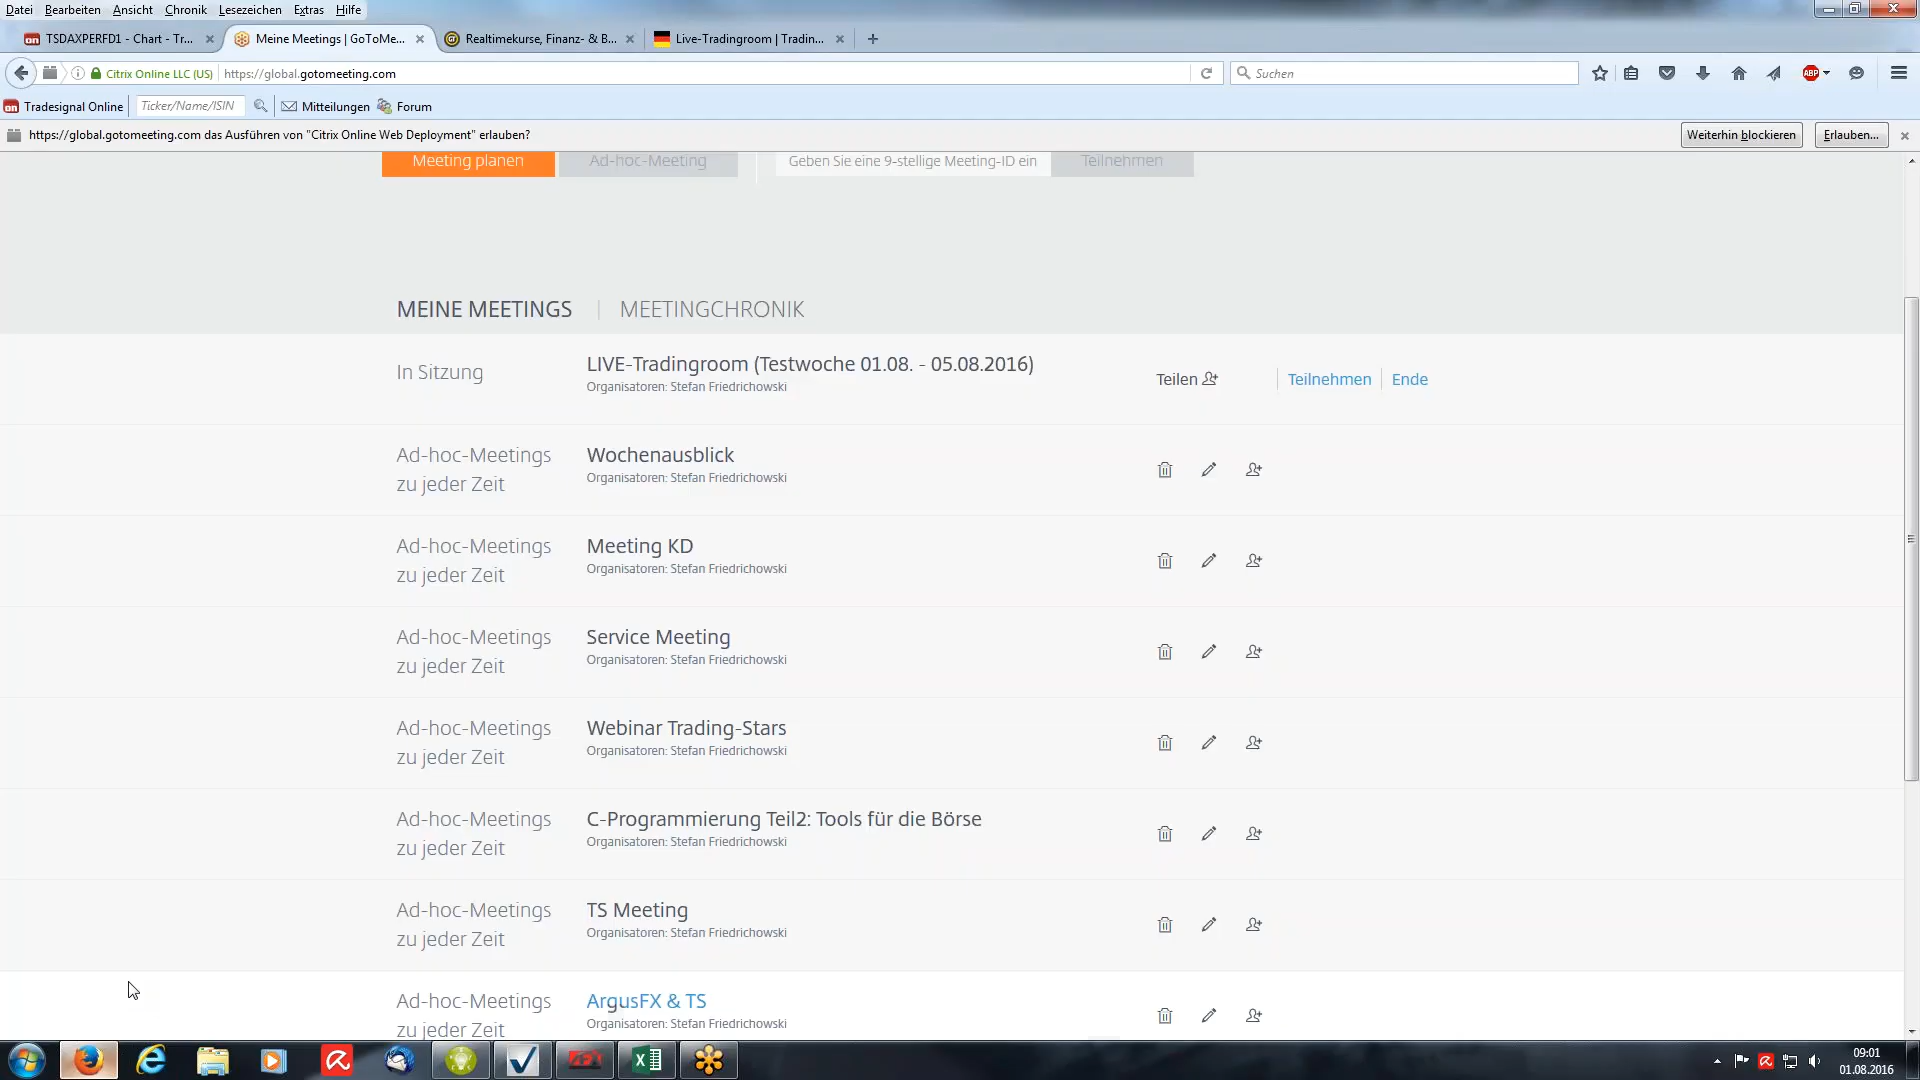 Datei Bearbeiten Ansicht Chronik Lesezeichen Extras Hilfe
TSDAXPERFD1 - Chart - Tr... Meine Meetings | GoToMe... Realtimekurse, Finanz- & B... Live-Tradingroom | Tradin...
Citrix Online LLC (US) https://global.gotomeeting.com Suchen ABP
on Tradesignal Online Ticker/Name/ISIN Mitteilungen Forum
https://global.gotomeeting.com das Ausführen von "Citrix Online Web Deployment" erlauben? Weiterhin blockieren Erlauben...
Meeting planen Ad-hoc-Meeting Geben Sie eine 9-stellige Meeting-ID ein Teilnehmen
MEINE MEETINGS | MEETINGCHRONIK
In Sitzung
LIVE-Tradingroom (Testwoche 01.08. - 05.08.2016)
Organisatoren: Stefan Friedrichowski
Teilen Teilnehmen Ende
Ad-hoc-Meetings
zu jeder Zeit
Wochenausblick
Organisatoren: Stefan Friedrichowski
Ad-hoc-Meetings
zu jeder Zeit
Meeting KD
Organisatoren: Stefan Friedrichowski
Ad-hoc-Meetings
zu jeder Zeit
Service Meeting
Organisatoren: Stefan Friedrichowski
Ad-hoc-Meetings
zu jeder Zeit
Webinar Trading-Stars
Organisatoren: Stefan Friedrichowski
Ad-hoc-Meetings
zu jeder Zeit
C-Programmierung Teil2: Tools für die Börse
Organisatoren: Stefan Friedrichowski
Ad-hoc-Meetings
zu jeder Zeit
TS Meeting
Organisatoren: Stefan Friedrichowski
Ad-hoc-Meetings
zu jeder Zeit
ArgusFX & TS
Organisatoren: Stefan Friedrichowski
09:01
01.08.2016